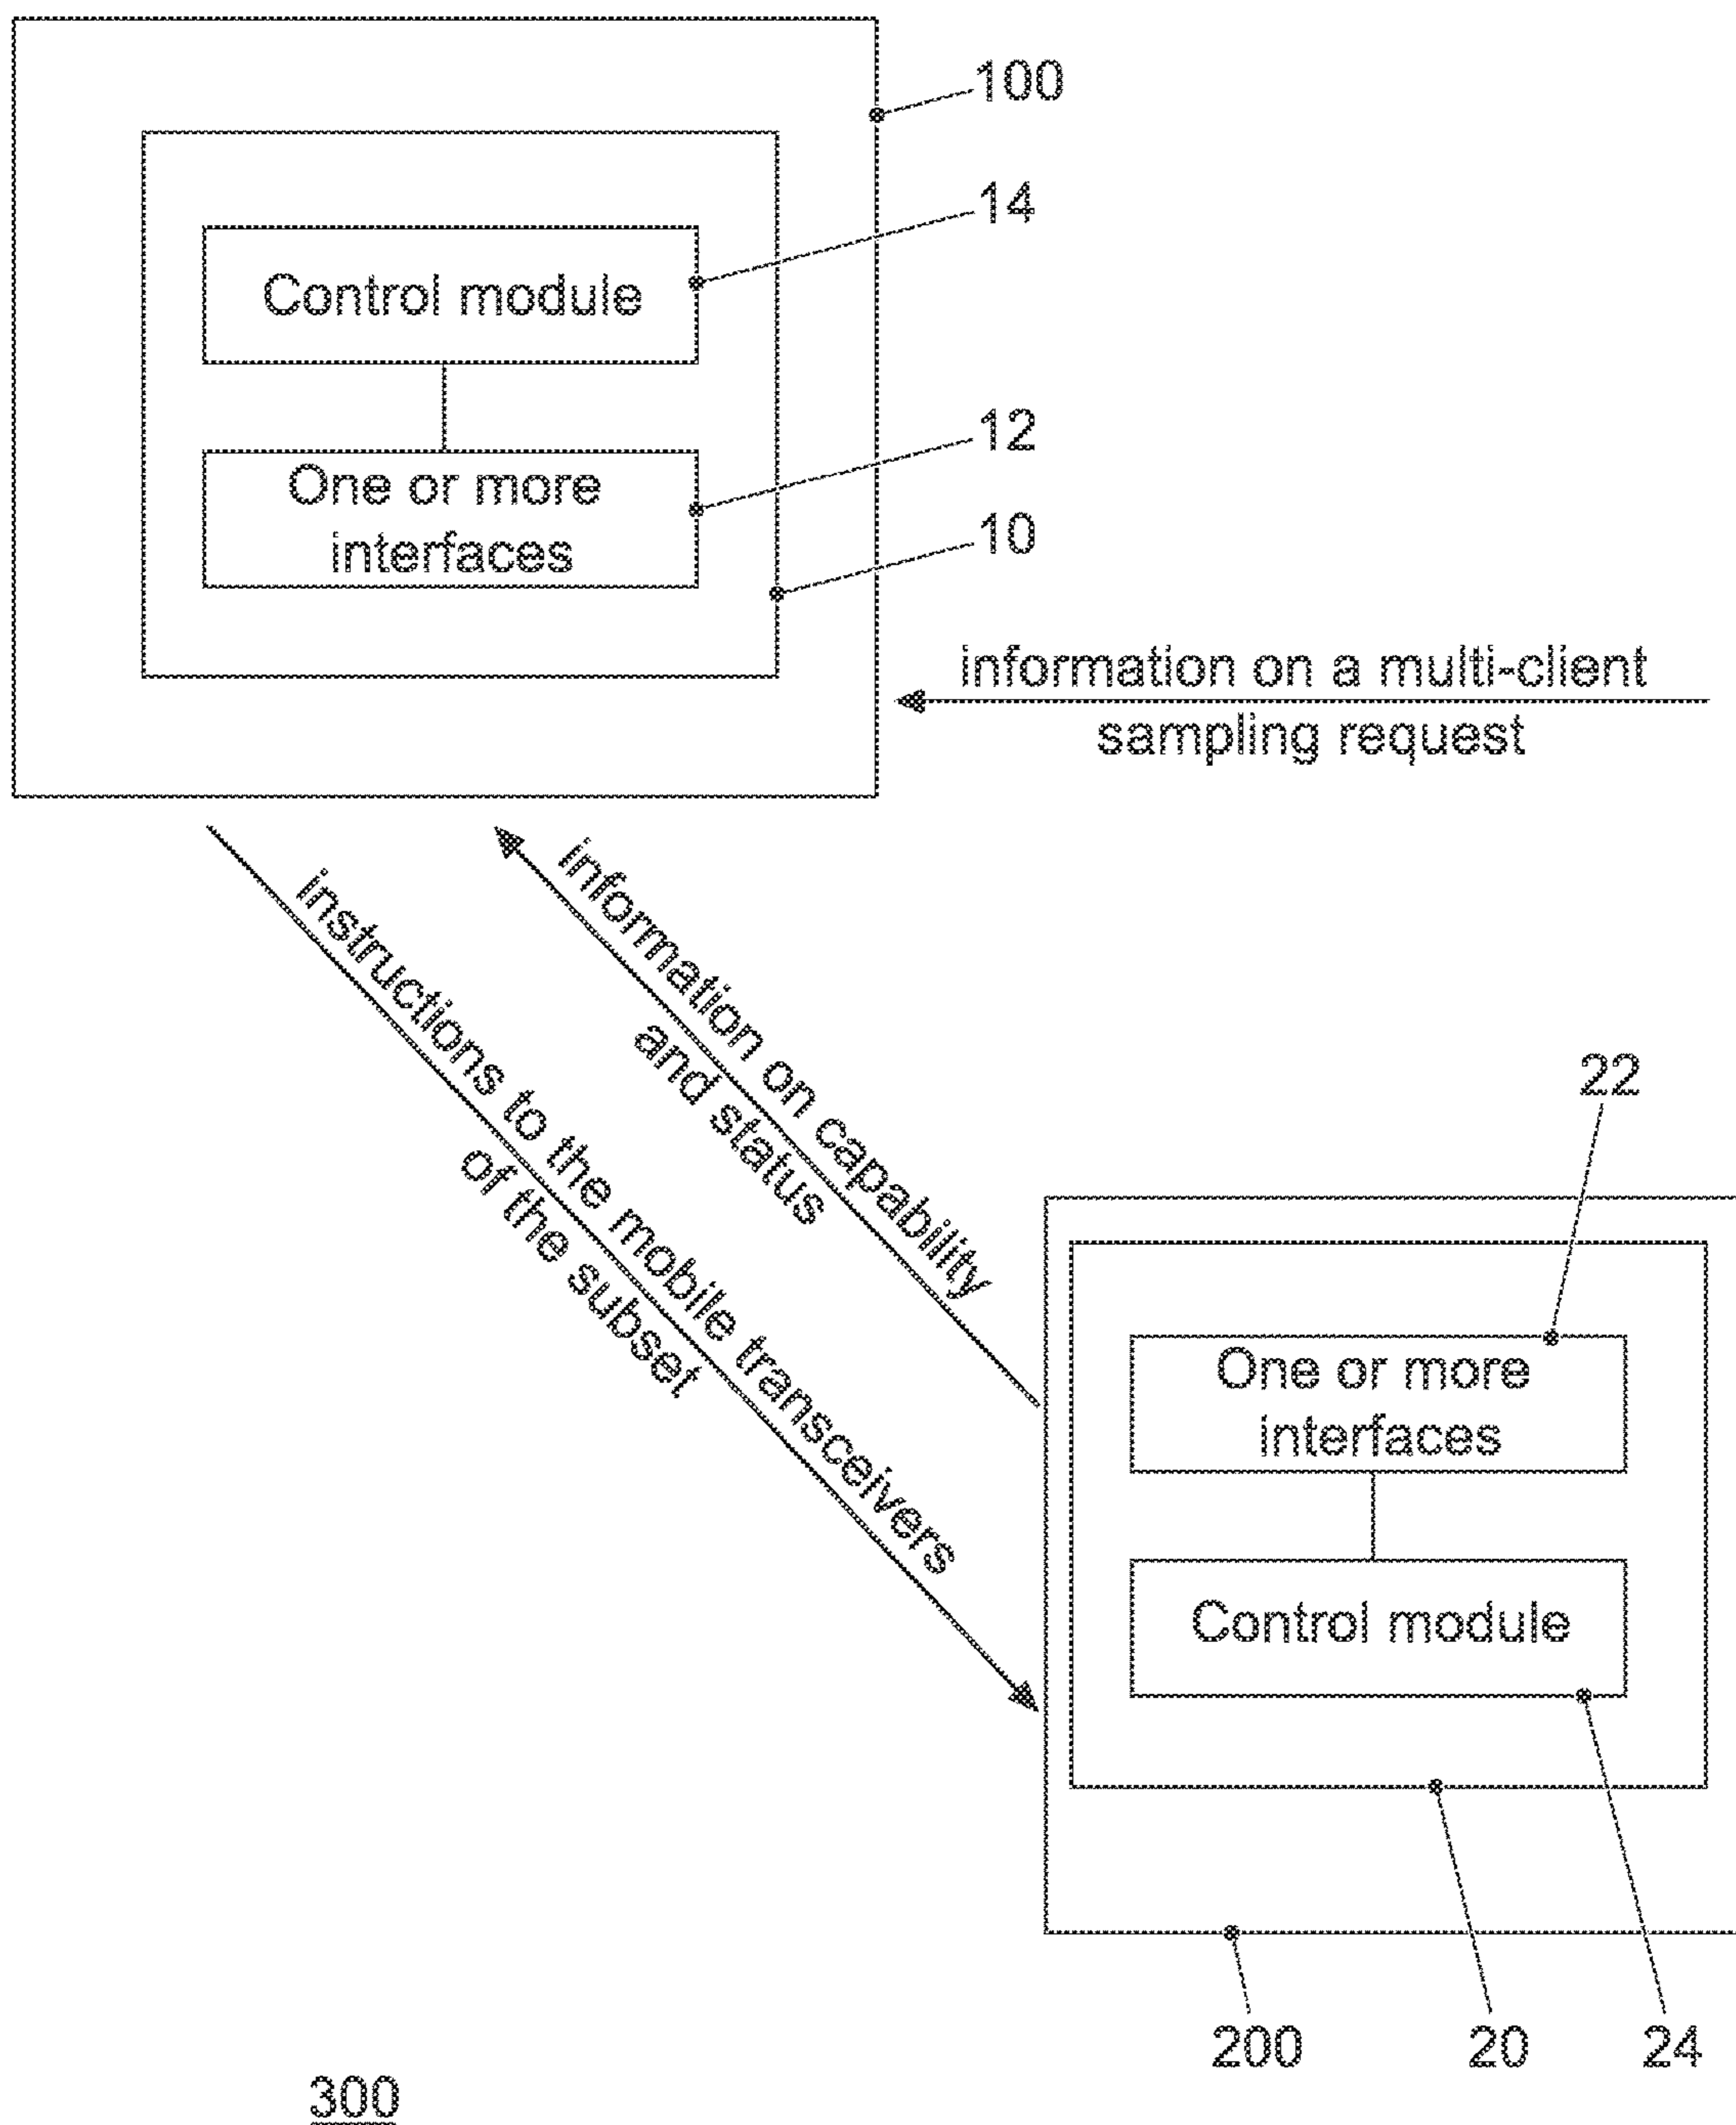 100
14
Control module
12
One or more
interfaces
10
information on a multi-client
sampling request
instructions to the mobile transceivers
of the subset
information on capability
and status
22
One or more
interfaces
Control module
200
20
24
300